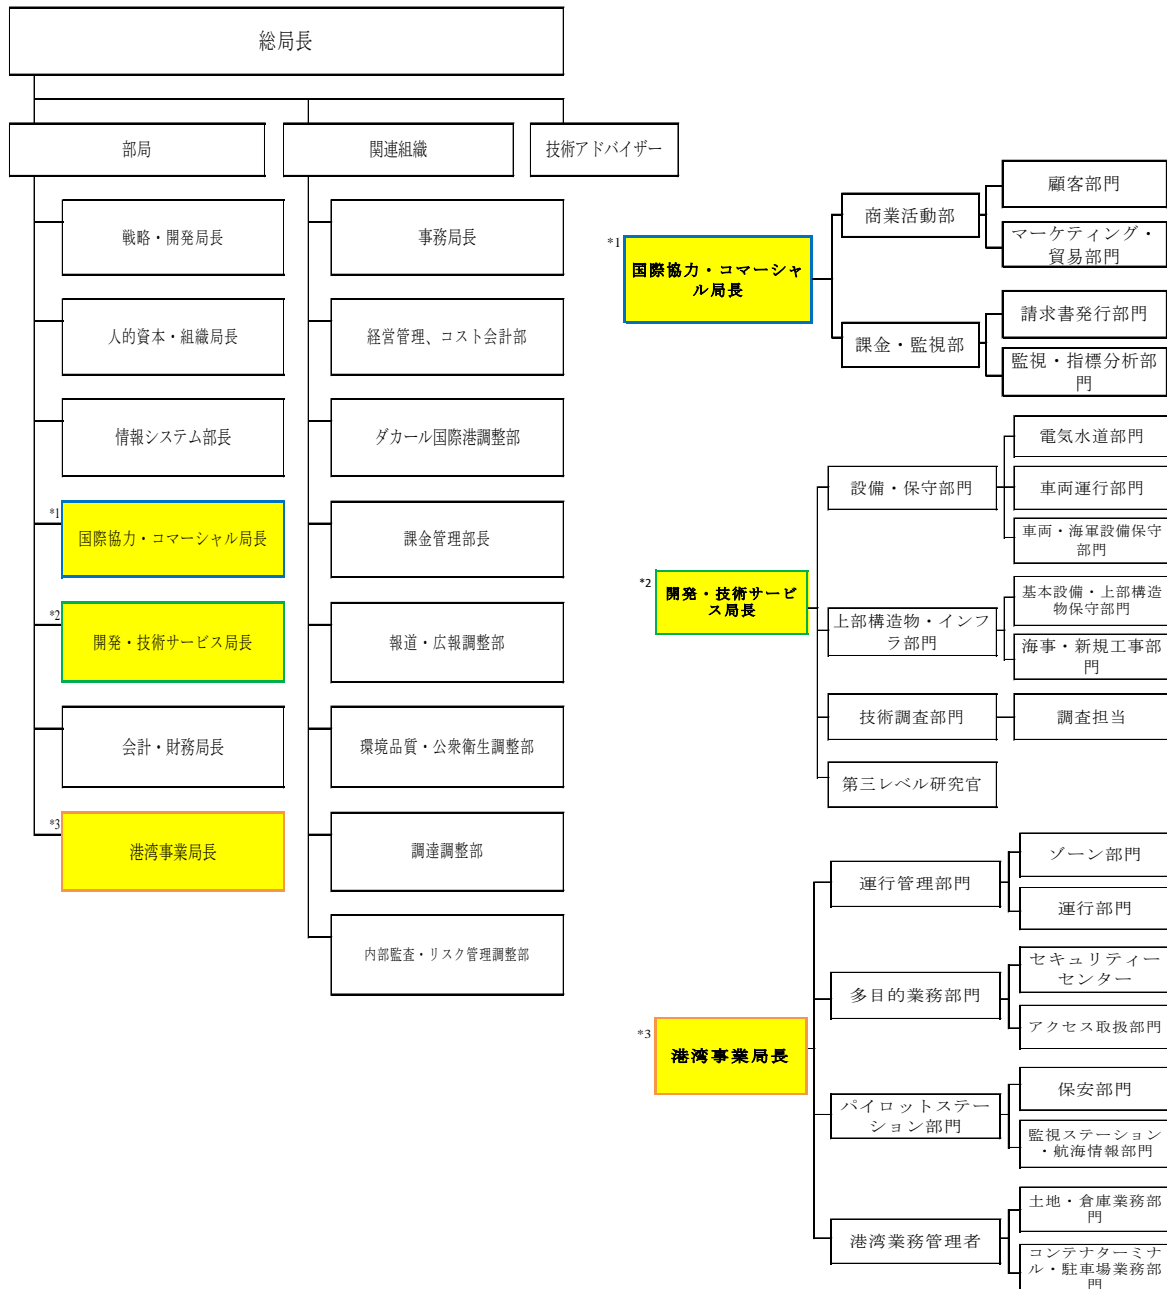 総局長
部局
関連組織
技術アドバイザー
戦略・開発局長
人的資本・組織局長
情報システム部長
*1
国際協力・コマーシャル局長
*2
開発・技術サービス局長
会計・財務局長
*3
港湾事業局長
事務局長
経営管理、コスト会計部
ダカール国際港調整部
課金管理部長
報道・広報調整部
環境品質・公衆衛生調整部
調達調整部
内部監査・リスク管理調整部
*1
国際協力・コマーシャ
ル局長
商業活動部
顧客部門
マーケティング・
貿易部門
課金・監視部
請求書発行部門
監視・指標分析部
門
*2
開発・技術サービ
ス局長
設備・保守部門
電気水道部門
車両運行部門
車両・海軍設備保守
部門
上部構造物・インフ
ラ部門
基本設備・上部構造
物保守部門
海事・新規工事部
門
技術調査部門
調査担当
第三レベル研究官
*3
港湾事業局長
運行管理部門
ゾーン部門
運行部門
多目的業務部門
セキュリティー
センター
アクセス取扱部門
パイロットステー
ション部門
保安部門
監視ステーション
・航海情報部門
港湾業務管理者
土地・倉庫業務部
門
コンテナターミナ
ル・駐車場業務部
門